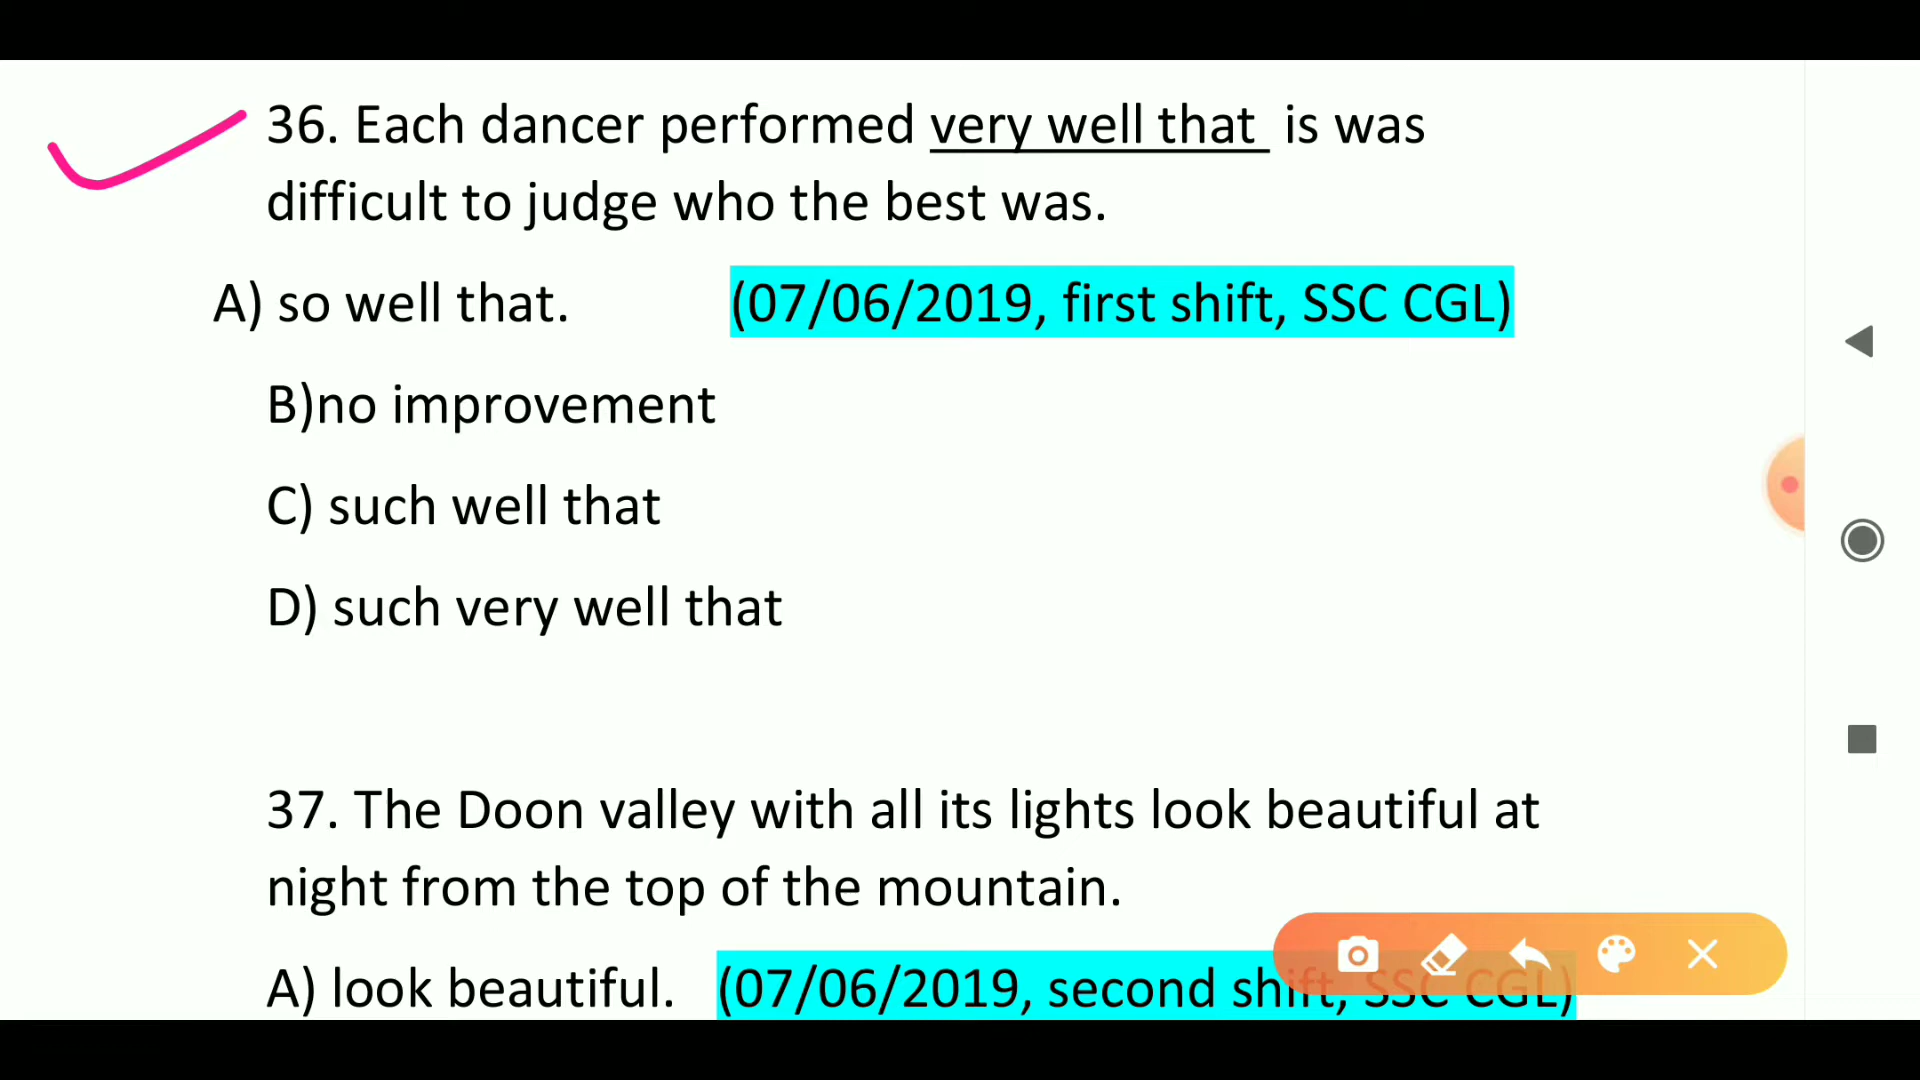 36. Each dancer performed very well that is was
difficult to judge who the best was.
A) so well that. (07/06/2019, first shift, SSC CGL)
B)no improvement
C) such well that
D) such very well that
37. The Doon valley with all its lights look beautiful at
night from the top of the mountain.
A) look beautiful. (07/06/2019, second shift, SSC CGL)